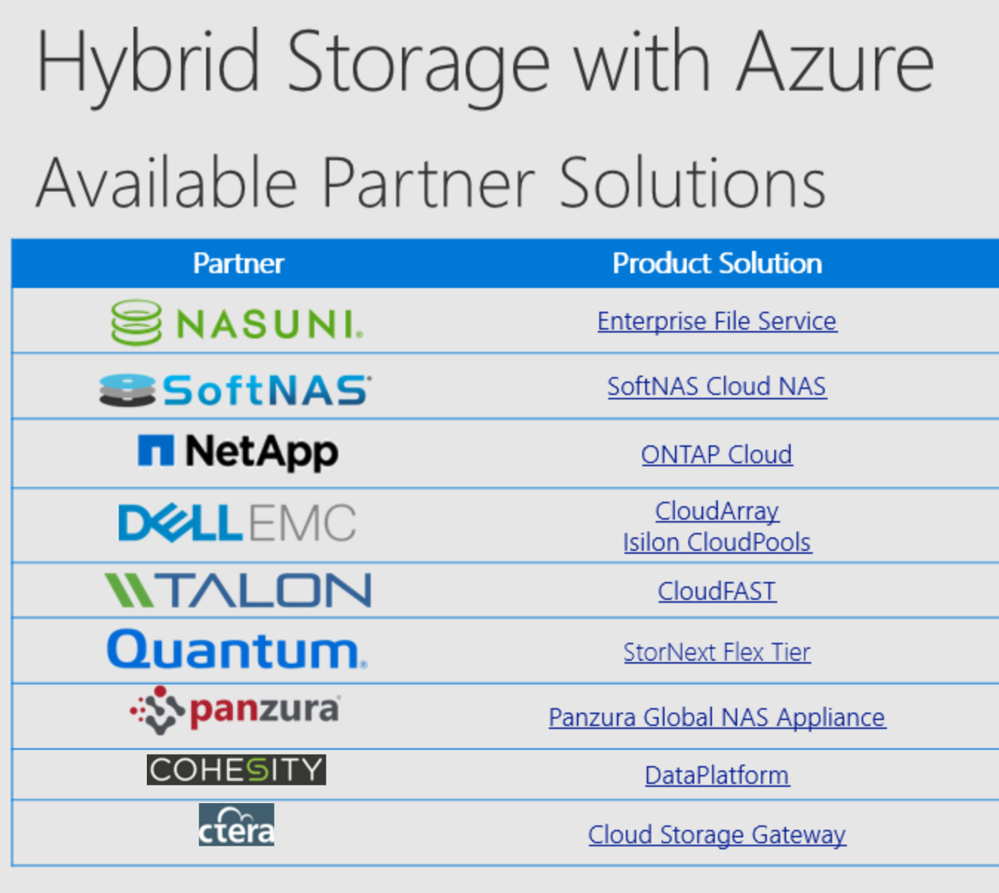 Hybrid Storage with Azure
Available Partner Solutions
Partner Product Solution
NASUNI® Enterprise File Service
SoftNAS SoftNAS Cloud NAS
NetApp ONTAP Cloud
DELLEMC CloudArray
Isilon CloudPools
TALON CloudFAST
Quantum® StorNext Flex Tier
panzura Panzura Global NAS Appliance
COHESITY DataPlatform
ctera Cloud Storage Gateway